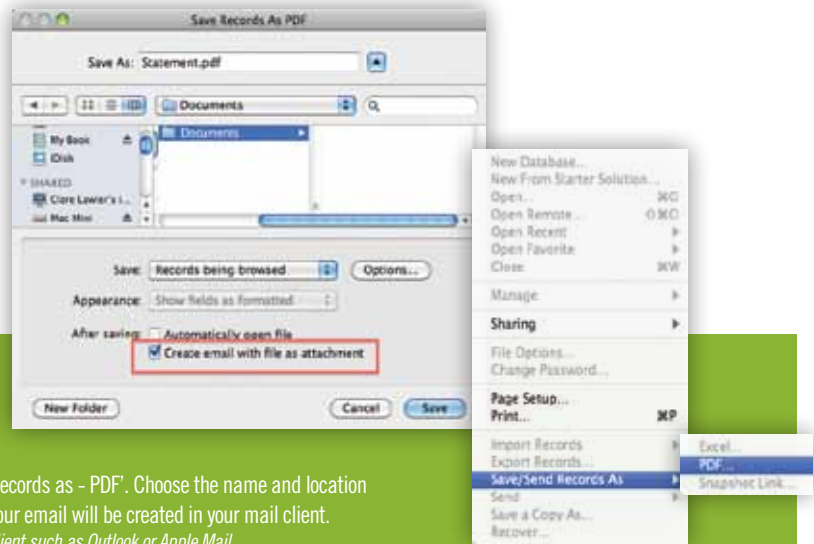 Save Records As PDF
Save As: Statement.pdf
Documents
My Book
iDisk
Documents
SHARED
Clare
Mac Mini
Save: Records being browsed
Options...
Appearance: Show fields as formatted
After saving: Automatically open file
Create email with file as attachment
New Folder
Cancel
Save
New Database...
New From Starter Solution...
Open... ⌘O
Open Remote... ⇧⌘O
Open Recent
Open Favorite
Close ⌘W
Manage
Sharing
File Options...
Change Password...
Page Setup...
Print... ⌘P
Import Records
Export Records...
Save/Send Records As
Send
Save a Copy As...
Recover...
Excel...
PDF...
Snapshot Link...
ecords as - PDF'. Choose the name and location
our email will be created in your mail client.
such as Outlook or Apple Mail